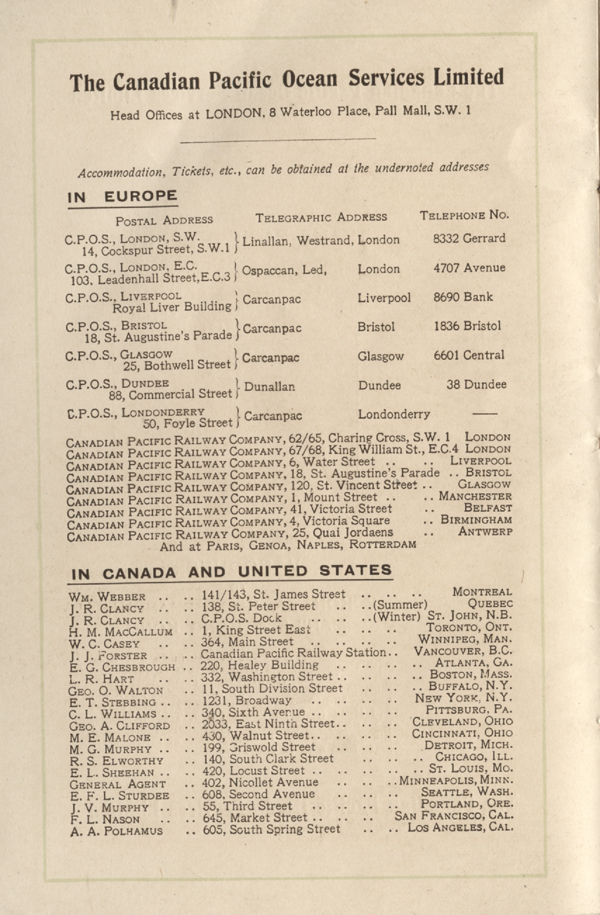 The Canadian Pacific Ocean Services Limited
Head Offices at LONDON, 8 Waterloo Place, Pall Mall, S.W. 1
Accommodation, Tickets, etc., can be obtained at the undernoted addresses
IN EUROPE
POSTAL ADDRESS TELEGRAPHIC ADDRESS TELEPHONE NO.
C.P.O.S., LONDON, S.W. 14, Cockspur Street, S.W.1 } Linallan, Westrand, London 8332 Gerrard
C.P.O.S., LONDON, E.C. 103, Leadenhall Street, E.C.3 } Ospaccan, Led, London 4707 Avenue
C.P.O.S., LIVERPOOL Royal Liver Building } Carcanpac Liverpool 8690 Bank
C.P.O.S., BRISTOL 18, St. Augustine's Parade } Carcanpac Bristol 1836 Bristol
C.P.O.S., GLASGOW 25, Bothwell Street } Carcanpac Glasgow 6601 Central
C.P.O.S., DUNDEE 88, Commercial Street } Dunallan Dundee 38 Dundee
C.P.O.S., LONDONDERRY 50, Foyle Street } Carcanpac Londonderry —
CANADIAN PACIFIC RAILWAY COMPANY, 62/65, Charing Cross, S.W. 1 LONDON
CANADIAN PACIFIC RAILWAY COMPANY, 67/68, King William St., E.C.4 LONDON
CANADIAN PACIFIC RAILWAY COMPANY, 6, Water Street .. .. LIVERPOOL
CANADIAN PACIFIC RAILWAY COMPANY, 18, St. Augustine's Parade .. BRISTOL
CANADIAN PACIFIC RAILWAY COMPANY, 120, St. Vincent Street .. GLASGOW
CANADIAN PACIFIC RAILWAY COMPANY, 1, Mount Street .. .. MANCHESTER
CANADIAN PACIFIC RAILWAY COMPANY, 41, Victoria Street .. BELFAST
CANADIAN PACIFIC RAILWAY COMPANY, 4, Victoria Square .. BIRMINGHAM
CANADIAN PACIFIC RAILWAY COMPANY, 25, Quai Jordaens .. ANTWERP
And at PARIS, GENOA, NAPLES, ROTTERDAM
IN CANADA AND UNITED STATES
WM. WEBBER .. .. 141/143, St. James Street .. .. .. MONTREAL
J. R. CLANCY .. .. 138, St. Peter Street .. .. (Summer) QUEBEC
J. R. CLANCY .. .. C.P.O.S. Dock .. .. (Winter) ST. JOHN, N.B.
H. M. MACCALLUM .. 1, King Street East .. .. .. TORONTO, ONT.
W. C. CASEY .. .. 364, Main Street .. .. .. WINNIPEG, MAN.
J. J. FORSTER .. .. Canadian Pacific Railway Station .. VANCOUVER, B.C.
E. G. CHESBROUGH .. 220, Healey Building .. .. .. ATLANTA, GA.
L. R. HART .. .. 332, Washington Street .. .. .. BOSTON, MASS.
GEO. O. WALTON .. 11, South Division Street .. .. BUFFALO, N.Y.
E. T. STEBBING .. .. 1231, Broadway .. .. .. NEW YORK, N.Y.
C. L. WILLIAMS .. .. 340, Sixth Avenue .. .. .. PITTSBURG, PA.
GEO. A. CLIFFORD .. 2033, East Ninth Street .. .. CLEVELAND, OHIO
M. E. MALONE .. .. 430, Walnut Street .. .. .. CINCINNATI, OHIO
M. G. MURPHY .. .. 199, Griswold Street .. .. .. DETROIT, MICH.
R. S. ELWORTHY .. 140, South Clark Street .. .. CHICAGO, ILL.
E. L. SHEEHAN .. .. 420, Locust Street .. .. .. ST. LOUIS, MO.
GENERAL AGENT .. 402, Nicollet Avenue .. .. MINNEAPOLIS, MINN.
E. F. L. STURDEE .. 608, Second Avenue .. .. SEATTLE, WASH.
J. V. MURPHY .. .. 55, Third Street .. .. .. PORTLAND, ORE.
F. L. NASON .. .. 645, Market Street .. .. SAN FRANCISCO, CAL.
A. A. POLHAMUS .. 605, South Spring Street .. .. LOS ANGELES, CAL.